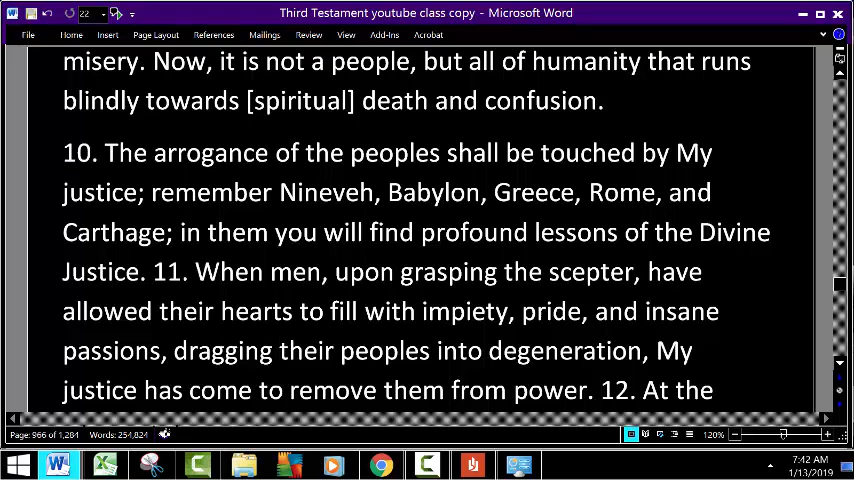 22
Third Testament youtube class copy - Microsoft Word
File Home Insert Page Layout References Mailings Review View Add-Ins Acrobat
misery. Now, it is not a people, but all of humanity that runs
blindly towards [spiritual] death and confusion.
10. The arrogance of the peoples shall be touched by My
justice; remember Nineveh, Babylon, Greece, Rome, and
Carthage; in them you will find profound lessons of the Divine
Justice. 11. When men, upon grasping the scepter, have
allowed their hearts to fill with impiety, pride, and insane
passions, dragging their peoples into degeneration, My
justice has come to remove them from power. 12. At the
Page: 966 of 1,284 Words: 254,824 120%
7:42 AM
1/13/2019